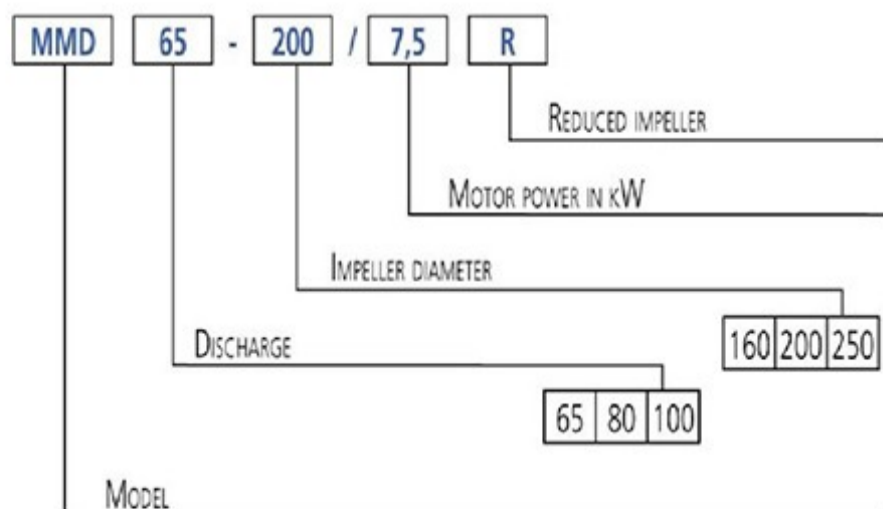 MMD 65 - 200 / 7,5 R
REDUCED IMPELLER
MOTOR POWER IN KW
IMPELLER DIAMETER
160 200 250
DISCHARGE
65 80 100
MODEL